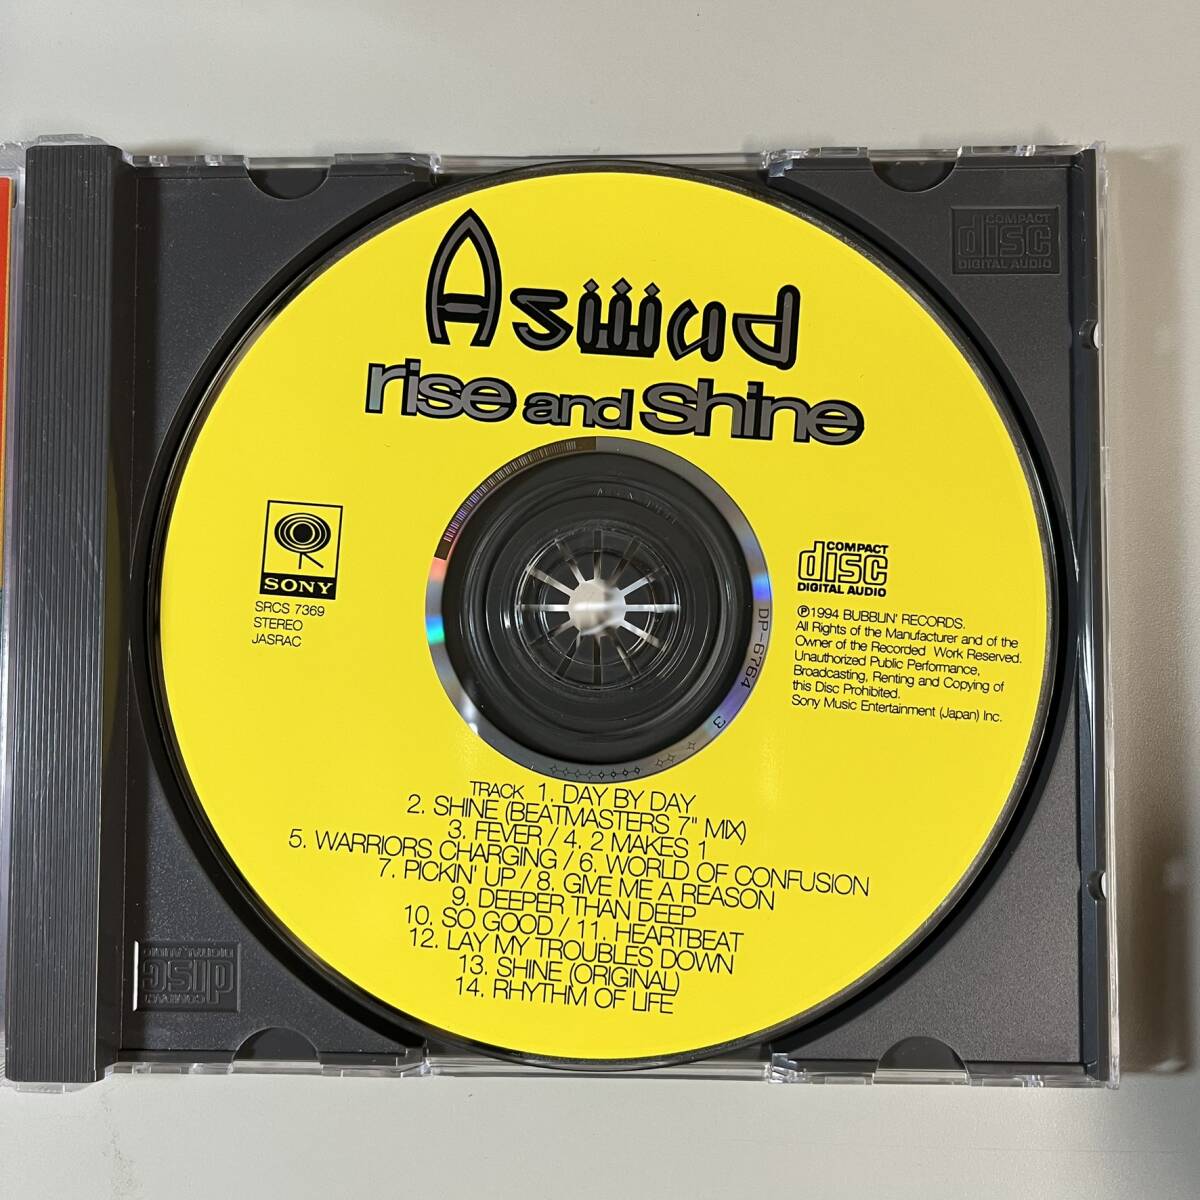 Aswad
rise and Shine
COMPACT
disc
DIGITAL AUDIO
SONY
SRCS 7369
STEREO
JASRAC
COMPACT
disc
DIGITAL AUDIO
℗1994 BUBBLIN' RECORDS.
All Rights of the Manufacturer and of the
Owner of the Recorded Work Reserved.
Unauthorized Public Performance,
Broadcasting, Renting and Copying of
this Disc Prohibited.
Sony Music Entertainment (Japan) Inc.
DP-6764 3
TRACK 1. DAY BY DAY
2. SHINE (BEATMASTERS 7" MIX)
3. FEVER / 4. 2 MAKES 1
5. WARRIORS CHARGING / 6. WORLD OF CONFUSION
7. PICKIN' UP / 8. GIVE ME A REASON
9. DEEPER THAN DEEP
10. SO GOOD / 11. HEARTBEAT
12. LAY MY TROUBLES DOWN
13. SHINE (ORIGINAL)
14. RHYTHM OF LIFE
COMPACT
disc
DIGITAL AUDIO